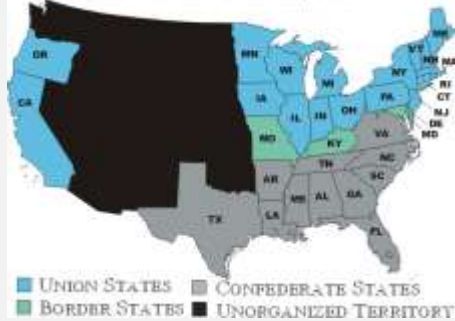 OR
CA
MN
WI
MI
IA
IL
IN
OH
PA
NY
VT
NH
ME
MA
RI
CT
NJ
DE
MD
MO
KY
VA
TN
NC
SC
AR
LA
MS
AL
GA
FL
TX
UNION STATES
CONFEDERATE STATES
BORDER STATES
UNORGANIZED TERRITORY